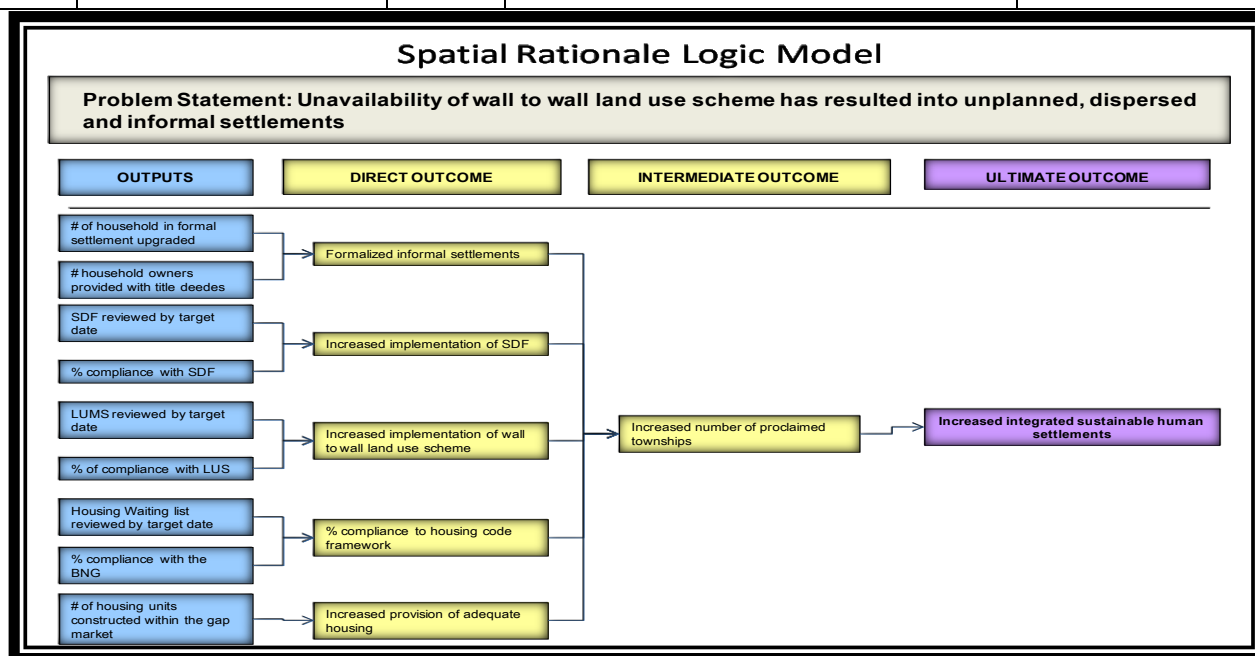 Spatial Rationale Logic Model
Problem Statement: Unavailability of wall to wall land use scheme has resulted into unplanned, dispersed
and informal settlements
OUTPUTS
DIRECT OUTCOME
INTERMEDIATE OUTCOME
ULTIMATE OUTCOME
# of household in formal
settlement upgraded
# household owners
provided with title deedes
SDF reviewed by target
date
% compliance with SDF
LUMS reviewed by target
date
% of compliance with LUS
Housing Waiting list
reviewed by target date
% compliance with the
BNG
# of housing units
constructed within the gap
market
Formalized informal settlements
Increased implementation of SDF
Increased implementation of wall
to wall land use scheme
% compliance to housing code
framework
Increased provision of adequate
housing
Increased number of proclaimed
townships
Increased integrated sustainable human
settlements